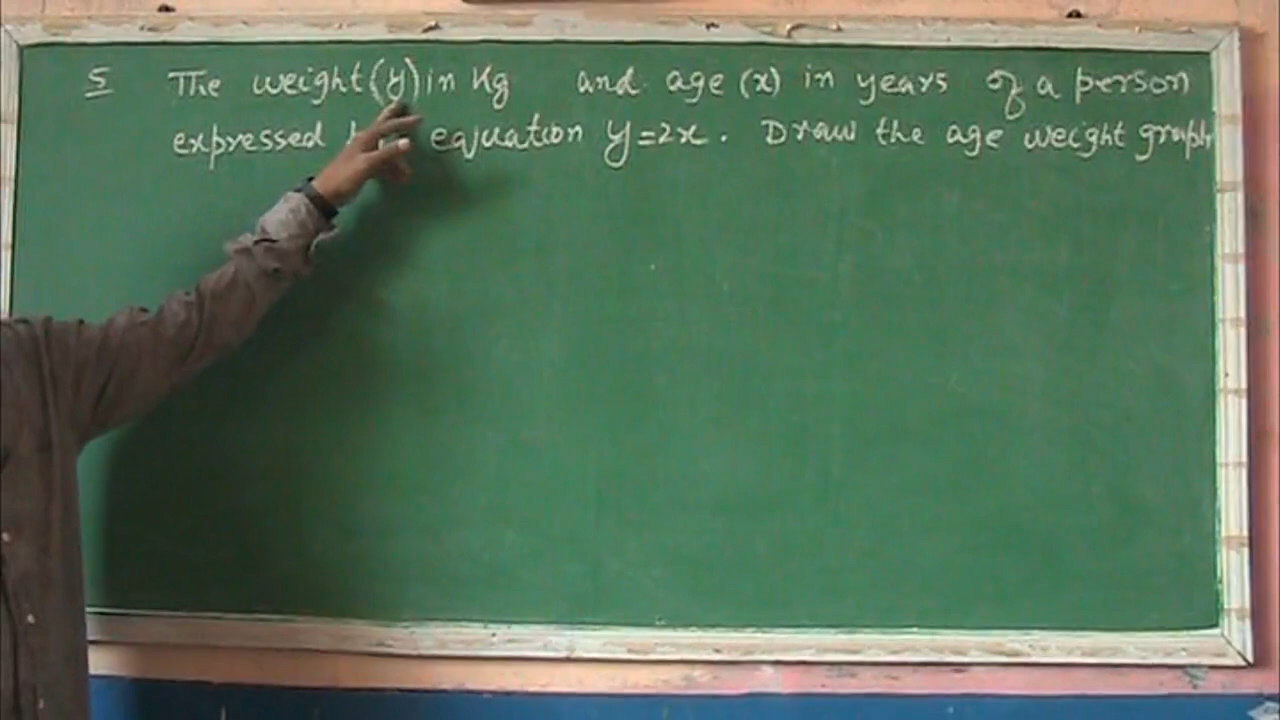 5 The weight (y) in Kg and age (x) in years of a person
expressed equation y=2x. Draw the age weight graph